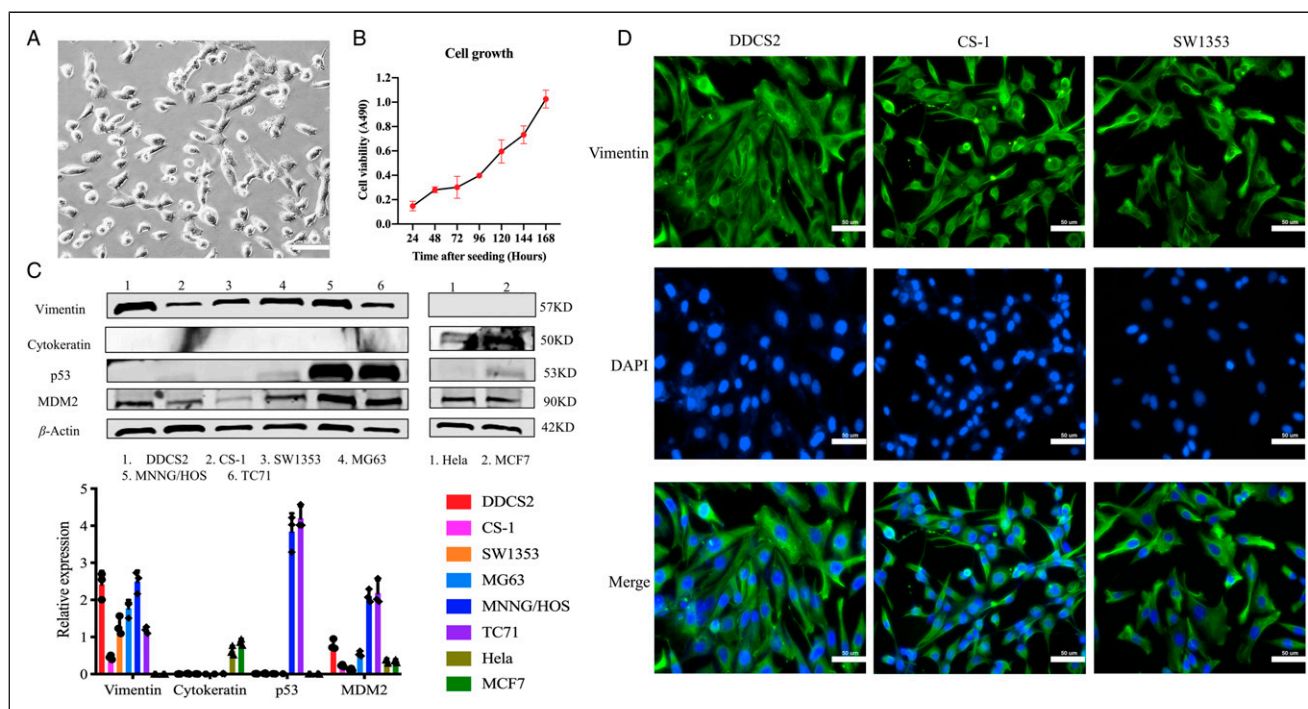 A
B
Cell growth
Cell viability (A490)
1.2
1.0
0.8
0.6
0.4
0.2
0.0
24 48 72 96 120 144 168
Time after seeding (Hours)
C
1 2 3 4 5 6 1 2
Vimentin 57KD
Cytokeratin 50KD
p53 53KD
MDM2 90KD
β-Actin 42KD
1. DDCS2 2. CS-1 3. SW1353 4. MG63
5. MNNG/HOS 6. TC71
1. Hela 2. MCF7
Relative expression
5
4
3
2
1
0
Vimentin Cytokeratin p53 MDM2
DDCS2
CS-1
SW1353
MG63
MNNG/HOS
TC71
Hela
MCF7
D
DDCS2 CS-1 SW1353
Vimentin
50 um 50 um 50 um
DAPI
50 um 50 um 50 um
Merge
50 um 50 um 50 um